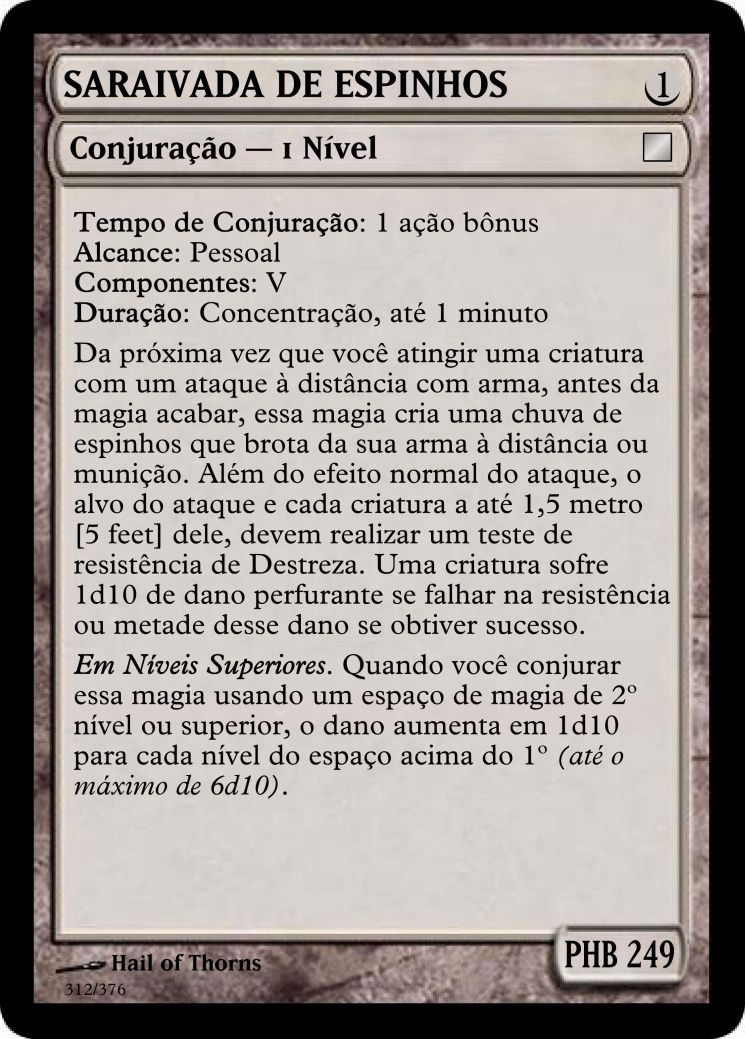 SARAIVADA DE ESPINHOS 1
Conjuração — 1 Nível
Tempo de Conjuração: 1 ação bônus
Alcance: Pessoal
Componentes: V
Duração: Concentração, até 1 minuto
Da próxima vez que você atingir uma criatura
com um ataque à distância com arma, antes da
magia acabar, essa magia cria uma chuva de
espinhos que brota da sua arma à distância ou
munição. Além do efeito normal do ataque, o
alvo do ataque e cada criatura a até 1,5 metro
[5 feet] dele, devem realizar um teste de
resistência de Destreza. Uma criatura sofre
1d10 de dano perfurante se falhar na resistência
ou metade desse dano se obtiver sucesso.
Em Níveis Superiores. Quando você conjurar
essa magia usando um espaço de magia de 2º
nível ou superior, o dano aumenta em 1d10
para cada nível do espaço acima do 1º (até o
máximo de 6d10).
PHB 249
Hail of Thorns
312/376